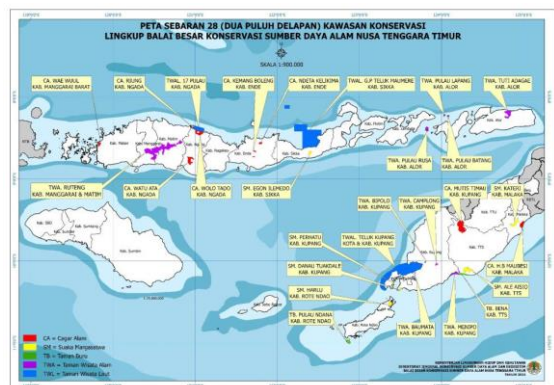 PETA SEBARAN 28 (DUA PULUH DELAPAN) KAWASAN KONSERVASI
LINGKUP BALAI BESAR KONSERVASI SUMBER DAYA ALAM NUSA TENGGARA TIMUR
SKALA 1:900.000
CA. WAE WUUL
KAB. MANGGARAI BARAT
CA. RIUNG
KAB. NGADA
TWAL. 17 PULAU
KAB. NGADA
CA. KEMANG BOLENG
KAB. ENDE
CA. NDETA KELIKIMA
KAB. ENDE
TWAL. G.P TELUK MAUMERE
KAB. SIKKA
TWA. PULAU LAPANG
KAB. ALOR
TWA. TUTI ADAGAE
KAB. ALOR
TWA. RUTENG
KAB. MANGGARAI & MATIM
CA. WATU ATA
KAB. NGADA
CA. WOLO TADO
KAB. NGADA
SM. EGON ILEMEDO
KAB. SIKKA
TWA. PULAU RUSA
KAB. ALOR
TWA. PULAU BATANG
KAB. ALOR
TWA. BIPOLO
KAB. KUPANG
TWA. CAMPLONG
KAB. KUPANG
CA. MUTIS TIMAU
KAB. KUPANG
SM. KATERI
KAB. MALAKA
SM. PERHATU
KAB. KUPANG
TWAL. TELUK KUPANG
KOTA & KAB. KUPANG
SM. DANAU TUADALE
KAB. KUPANG
CA. H.B MAUBESI
KAB. MALAKA
SM. HARLU
KAB. ROTE NDAO
SM. ALE AISIO
KAB. TTS
TB. PULAU NDANA
KAB. ROTE NDAO
TWA. BAUMATA
KAB. KUPANG
TWA. MENIPO
KAB. KUPANG
TB. BENA
KAB. TTS
CA = Cagar Alam
SM = Suaka Margasatwa
TB = Taman Buru
TWA = Taman Wisata Alam
TWL = Taman Wisata Laut